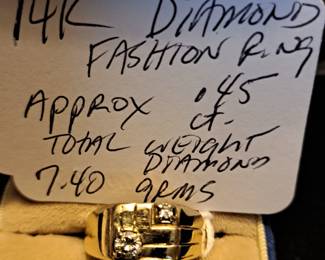 14K DIAMOND
FASHION RING
APPROX .45
ct.
TOTAL WEIGHT
DIAMOND
7.40 grms